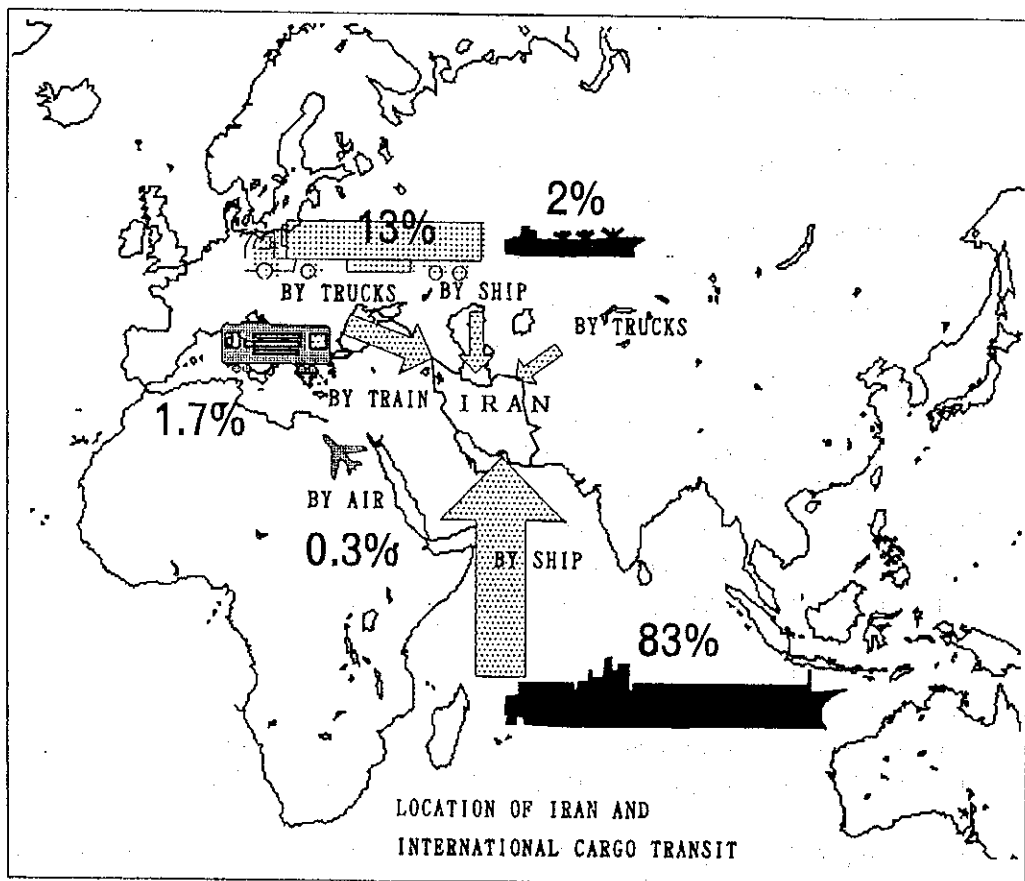 2%
13%
BY TRUCKS
BY SHIP
BY TRUCKS
BY TRAIN
IRAN
1.7%
BY AIR
0.3%
BY SHIP
83%
LOCATION OF IRAN AND
INTERNATIONAL CARGO TRANSIT